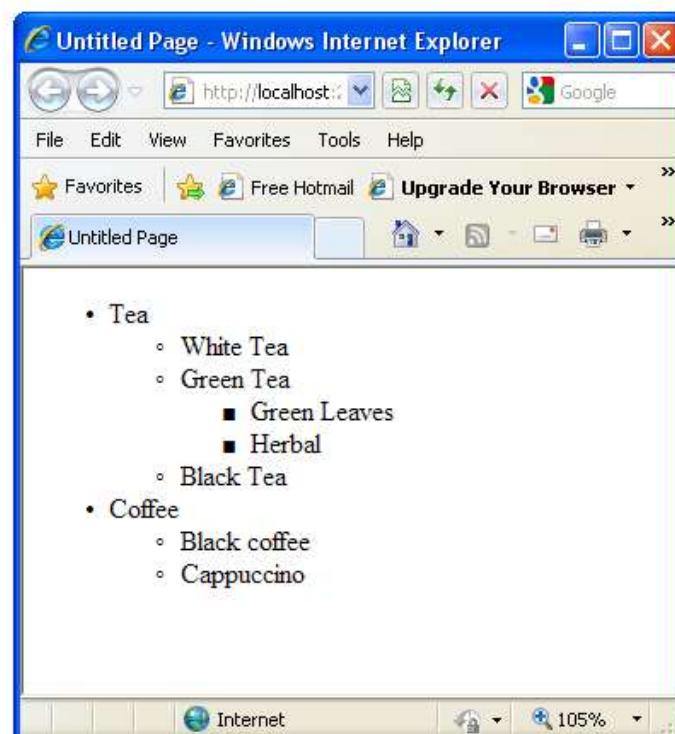 Untitled Page - Windows Internet Explorer
http://localhost:
Google
File Edit View Favorites Tools Help
Favorites Free Hotmail Upgrade Your Browser
Untitled Page
• Tea
◦ White Tea
◦ Green Tea
▪ Green Leaves
▪ Herbal
◦ Black Tea
• Coffee
◦ Black coffee
◦ Cappuccino
Internet 105%